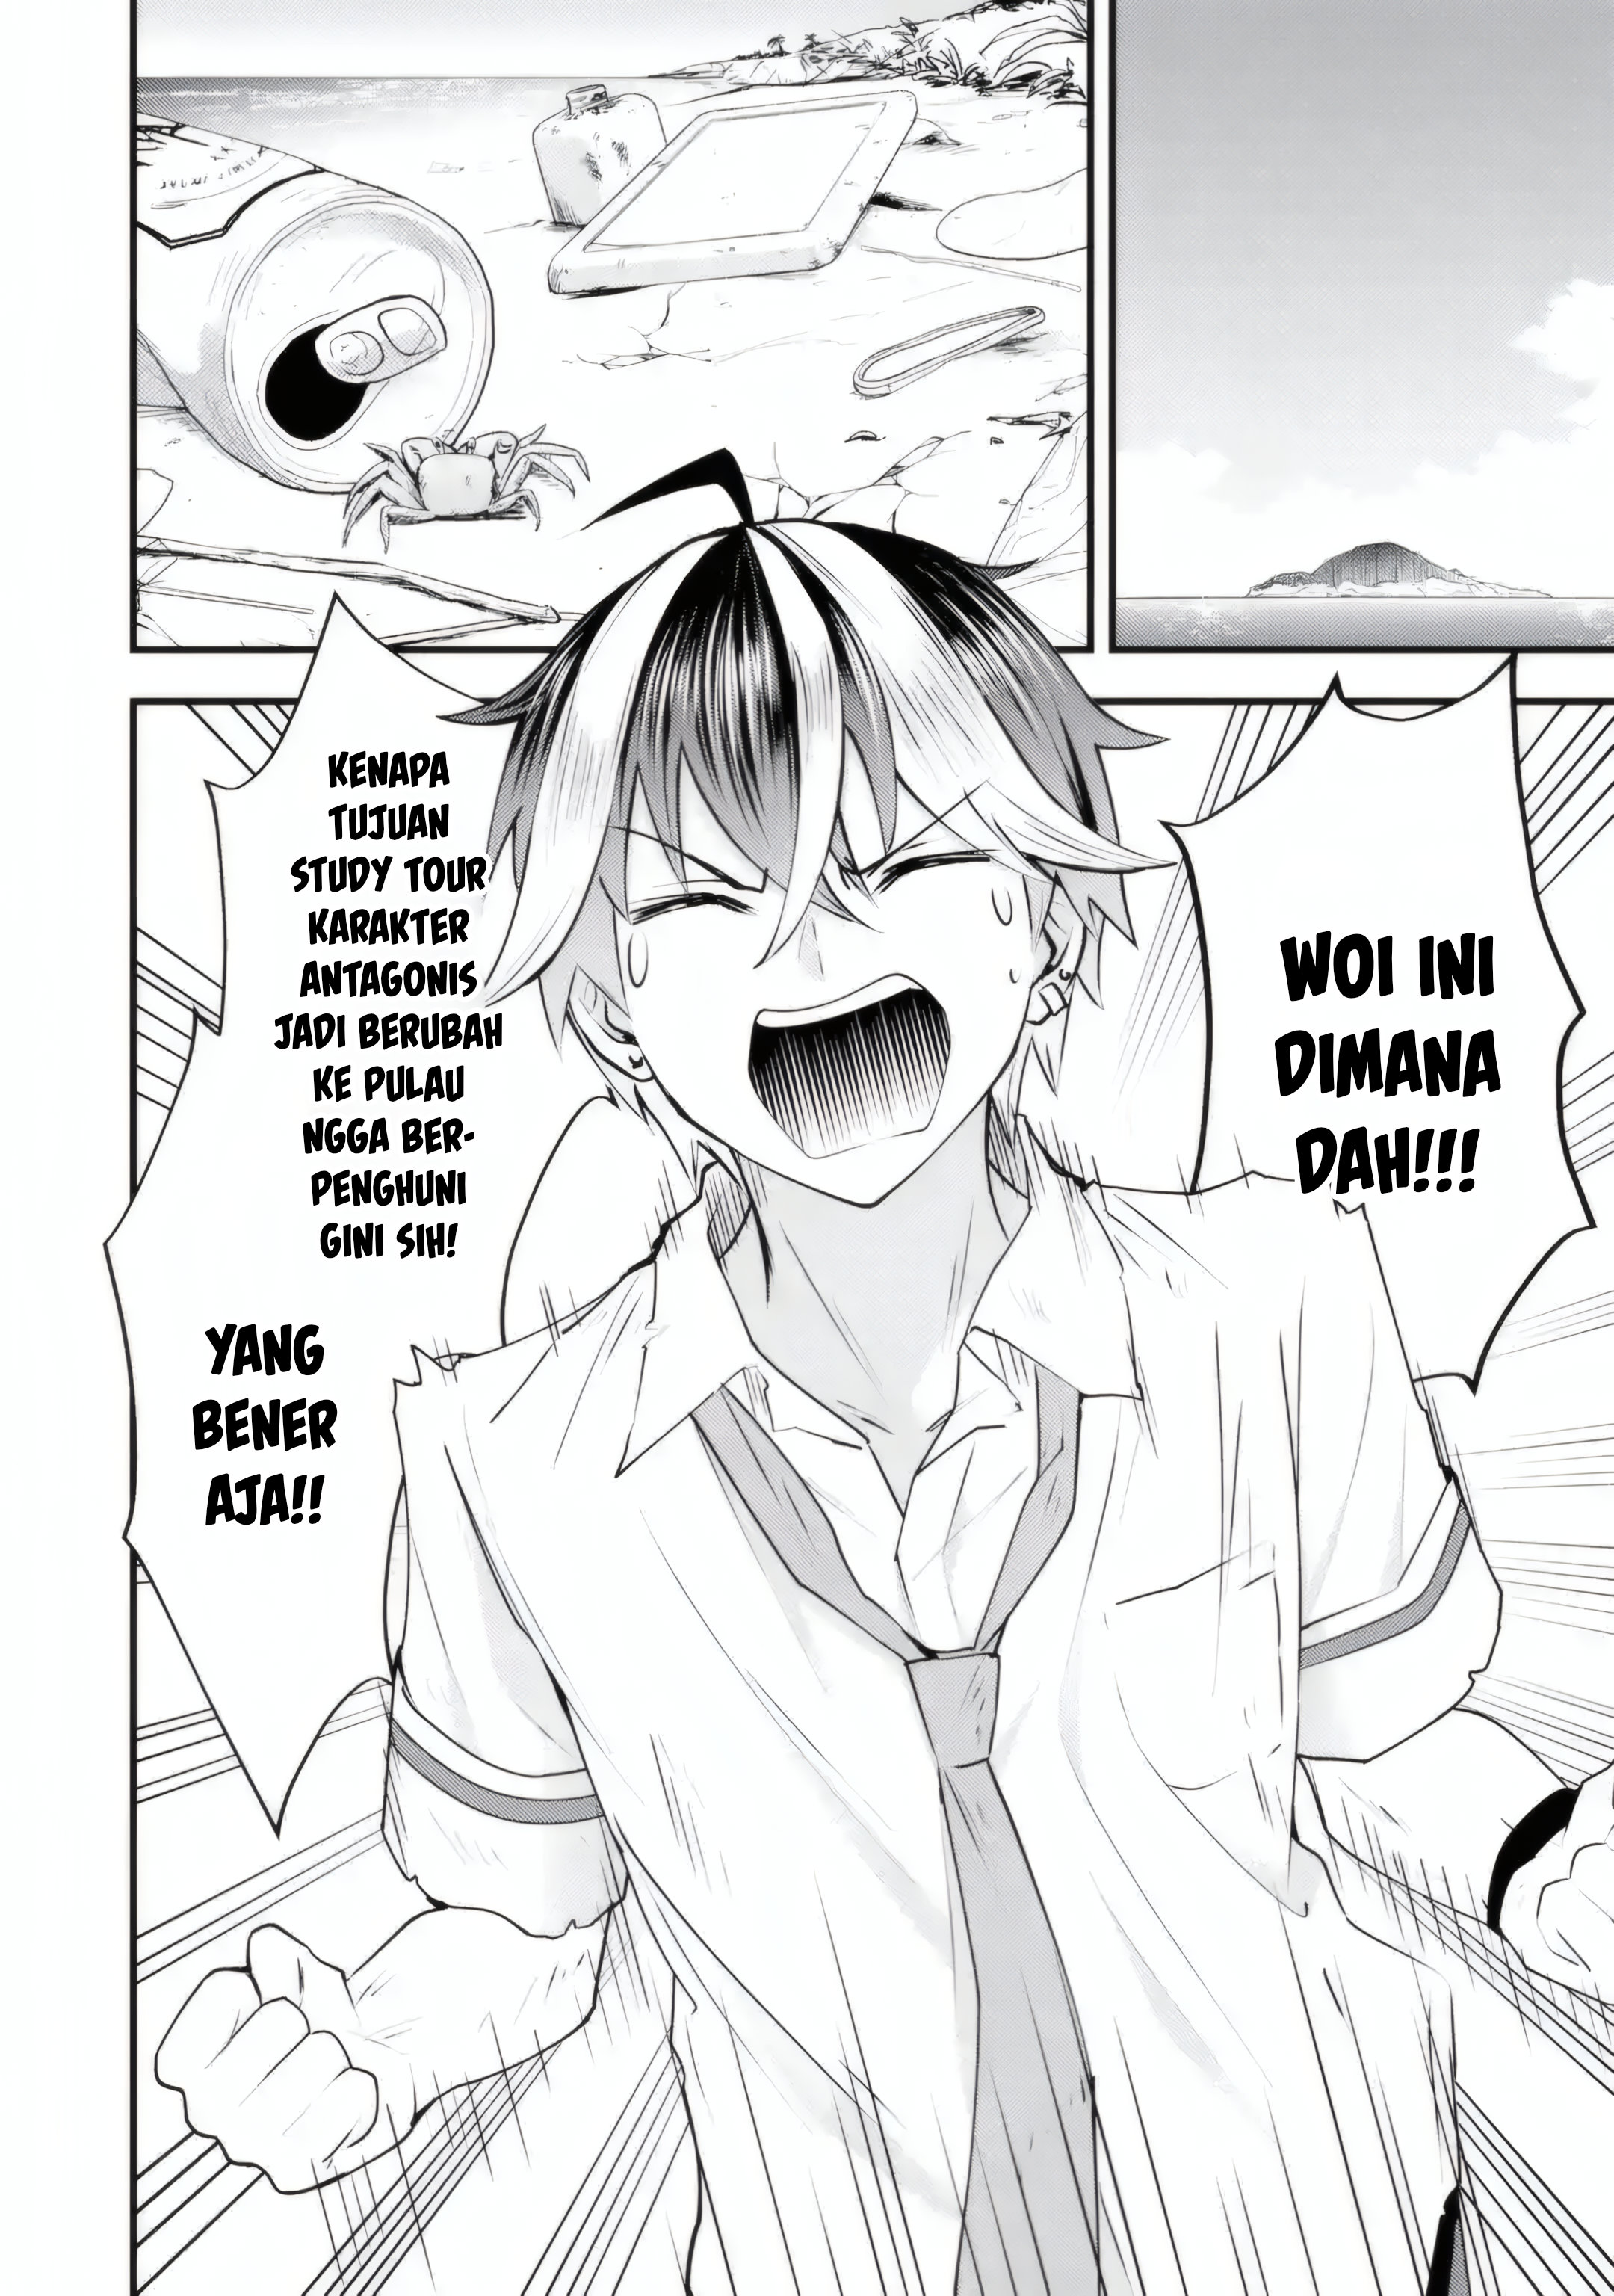 WOI INI
DIMANA
DAH!!!
KENAPA
TUJUAN
STUDY TOUR
KARAKTER
ANTAGONIS
JADI BERUBAH
KE PULAU
NGGA BER-
PENGHUNI
GINI SIH!
YANG
BENER
AJA!!